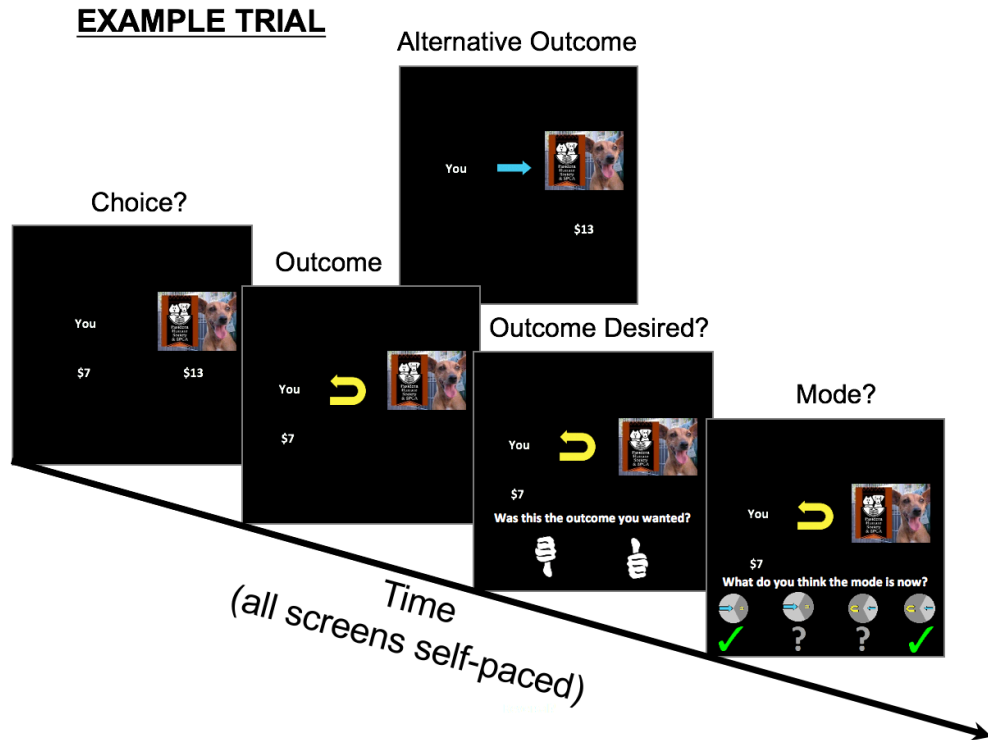 EXAMPLE TRIAL
Alternative Outcome
You
$13
Choice?
You
$7
$13
Outcome
You
$7
Outcome Desired?
You
$7
Was this the outcome you wanted?
Mode?
You
$7
What do you think the mode is now?
? ?
Time
(all screens self-paced)